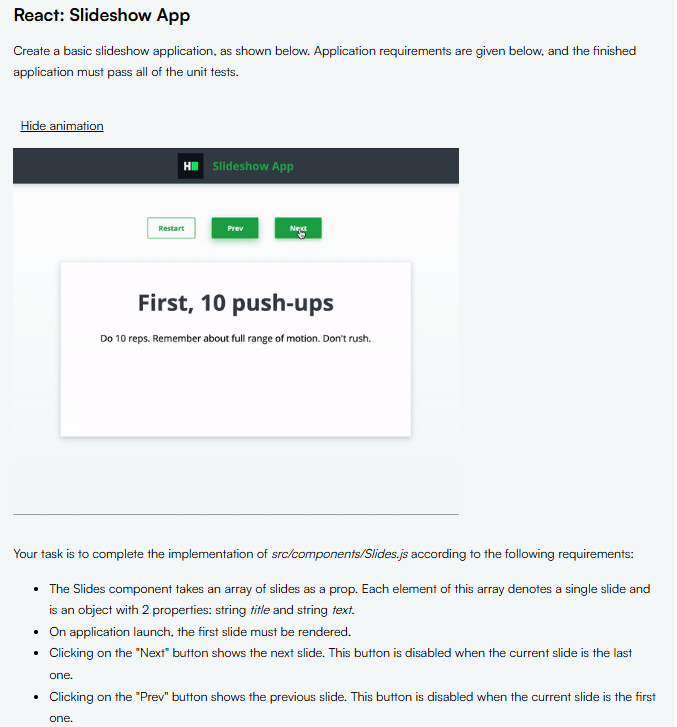 React: Slideshow App
Create a basic slideshow application, as shown below. Application requirements are given below, and the finished
application must pass all of the unit tests.
Hide animation
H
Slideshow App
Restart
Prev
Next
First, 10 push-ups
Do 10 reps. Remember about full range of motion. Don't rush.
Your task is to complete the implementation of src/components/Slides.js according to the following requirements:
• The Slides component takes an array of slides as a prop. Each element of this array denotes a single slide and
is an object with 2 properties: string title and string text.
• On application launch, the first slide must be rendered.
• Clicking on the "Next" button shows the next slide. This button is disabled when the current slide is the last
one.
• Clicking on the "Prev" button shows the previous slide. This button is disabled when the current slide is the first
one.